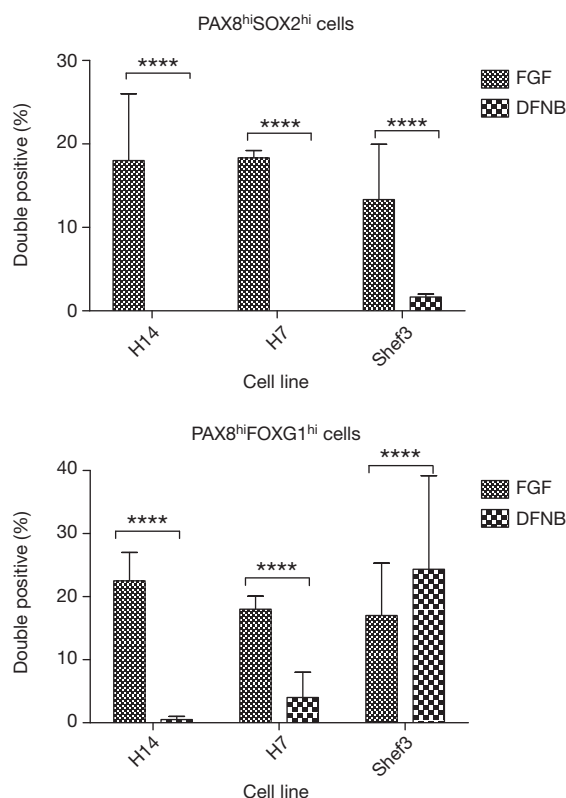 PAX8hiSOX2hi cells
30
20
10
0
Double positive (%)
****
****
****
FGF
DFNB
H14
H7
Shef3
Cell line
PAX8hiFOXG1hi cells
40
30
20
10
0
Double positive (%)
****
****
****
FGF
DFNB
H14
H7
Shef3
Cell line